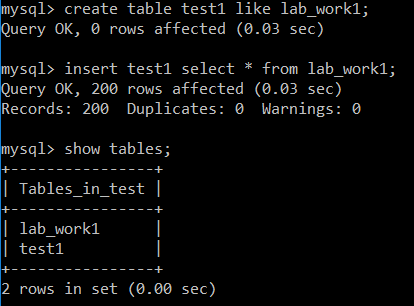 mysql> create table test1 like lab_work1;
Query OK, 0 rows affected (0.03 sec)
mysql> insert test1 select * from lab_work1;
Query OK, 200 rows affected (0.03 sec)
Records: 200  Duplicates: 0  Warnings: 0
mysql> show tables;
+----------------+
| Tables_in_test |
+----------------+
| lab_work1      |
| test1          |
+----------------+
2 rows in set (0.00 sec)